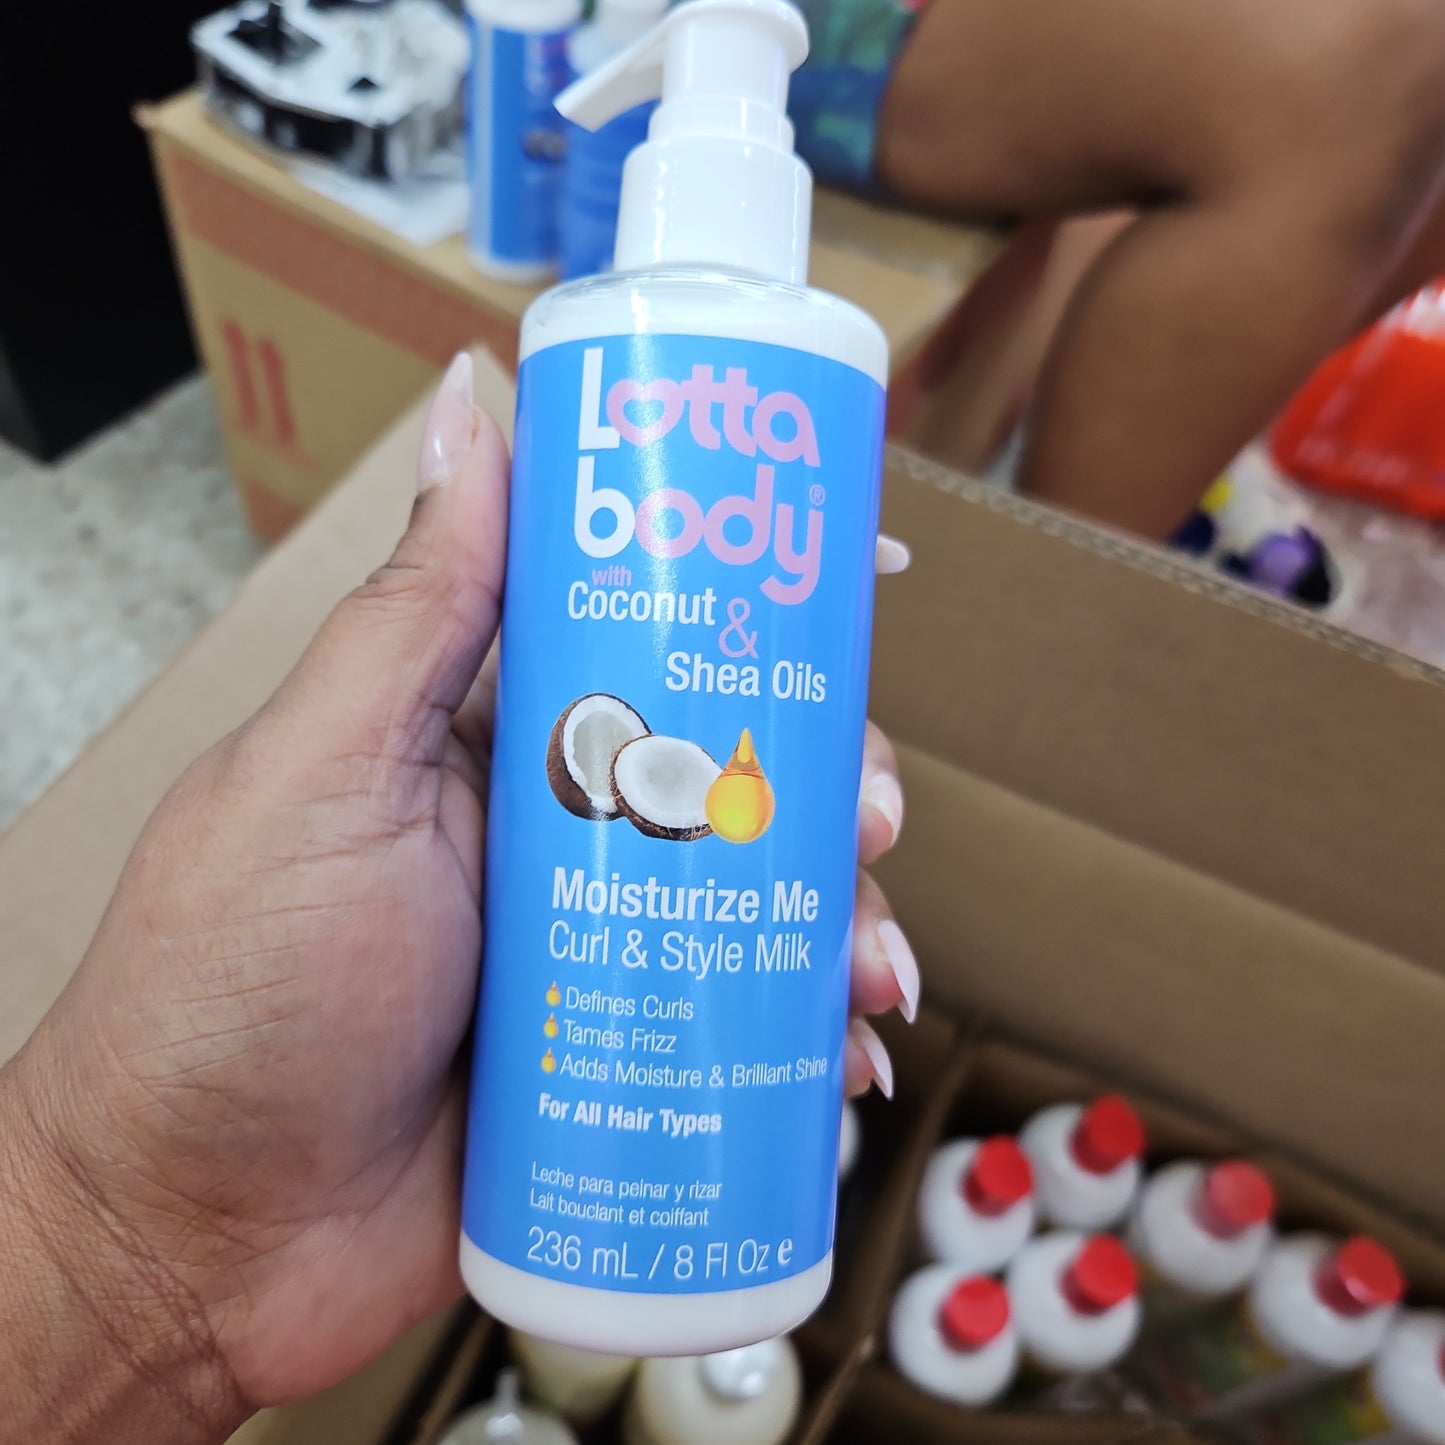 Lotta
body®
with
Coconut
&
Shea Oils
Moisturize Me
Curl & Style Milk
Defines Curls
Tames Frizz
Adds Moisture & Brilliant Shine
For All Hair Types
Leche para peinar y rizar
Lait bouclant et coiffant
236 mL / 8 Fl Oz e